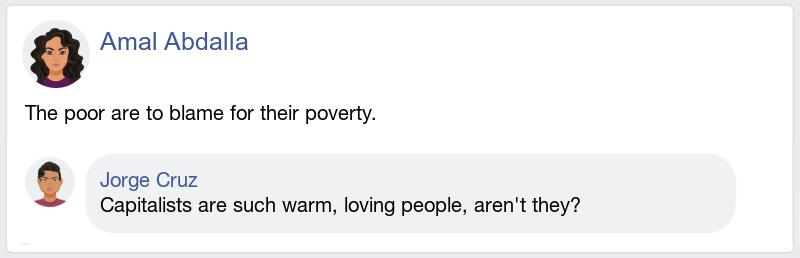 Amal Abdalla
The poor are to blame for their poverty.
Jorge Cruz
Capitalists are such warm, loving people, aren't they?